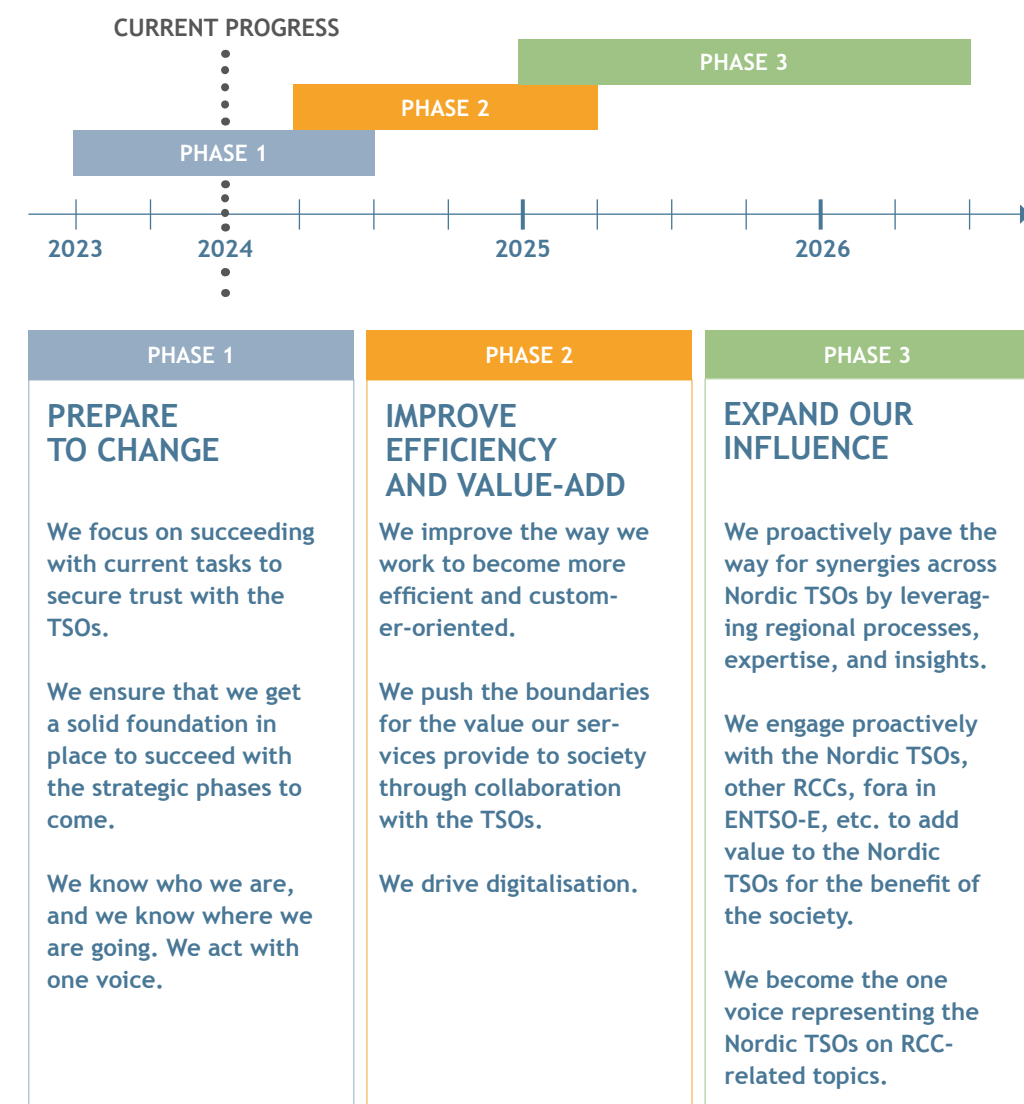 CURRENT PROGRESS
PHASE 3
PHASE 2
PHASE 1
2023
2024
2025
2026
PHASE 1
PREPARE
TO CHANGE
We focus on succeeding
with current tasks to
secure trust with the
TSOs.
We ensure that we get
a solid foundation in
place to succeed with
the strategic phases to
come.
We know who we are,
and we know where we
are going. We act with
one voice.
PHASE 2
IMPROVE
EFFICIENCY
AND VALUE-ADD
We improve the way we
work to become more
efficient and custom-
er-oriented.
We push the boundaries
for the value our ser-
vices provide to society
through collaboration
with the TSOs.
We drive digitalisation.
PHASE 3
EXPAND OUR
INFLUENCE
We proactively pave the
way for synergies across
Nordic TSOs by leverag-
ing regional processes,
expertise, and insights.
We engage proactively
with the Nordic TSOs,
other RCCs, fora in
ENTSO-E, etc. to add
value to the Nordic
TSOs for the benefit of
the society.
We become the one
voice representing the
Nordic TSOs on RCC-
related topics.